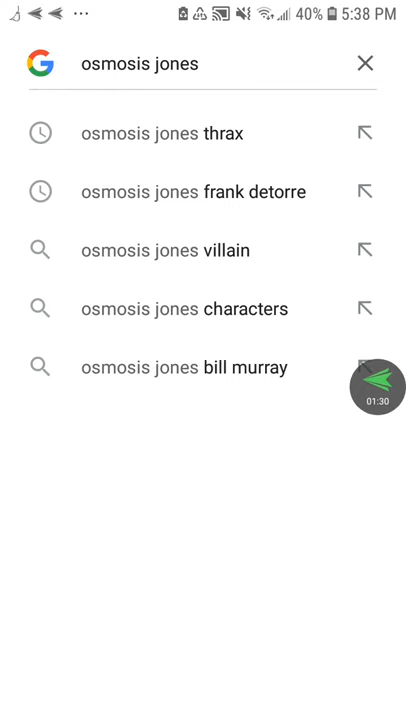 40% 5:38 PM
osmosis jones
osmosis jones thrax
osmosis jones frank detorre
osmosis jones villain
osmosis jones characters
osmosis jones bill murray
01:30